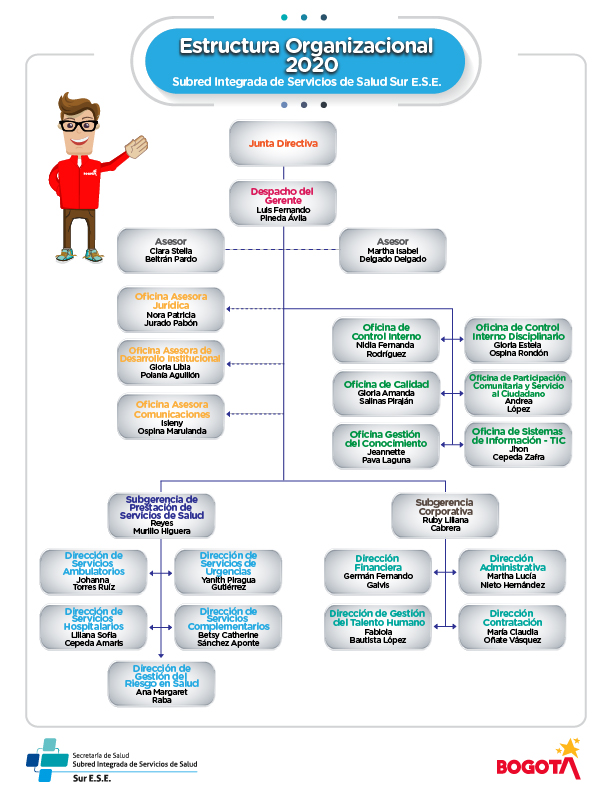 Estructura Organizacional
2020
Subred Integrada de Servicios de Salud Sur E.S.E.
BOGOTÁ
Junta Directiva
Despacho del
Gerente
Luis Fernando
Pineda Ávila
Asesor
Clara Stella
Beltrán Pardo
Asesor
Martha Isabel
Delgado Delgado
Oficina Asesora
Jurídica
Nora Patricia
Jurado Pabón
Oficina Asesora de
Desarrollo Institucional
Gloria Libia
Polanía Aguillón
Oficina Asesora
Comunicaciones
Isleny
Ospina Marulanda
Oficina de
Control Interno
Nidia Fernanda
Rodríguez
Oficina de Control
Interno Disciplinario
Gloria Estela
Ospina Rondón
Oficina de Calidad
Gloria Amanda
Salinas Piraján
Oficina de Participación
Comunitaria y Servicio
al Ciudadano
Andrea
López
Oficina Gestión
del Conocimiento
Jeannette
Pava Laguna
Oficina de Sistemas
de Información - TIC
Jhon
Cepeda Zafra
Subgerencia de
Prestación de
Servicios de Salud
Reyes
Murillo Higuera
Subgerencia
Corporativa
Ruby Liliana
Cabrera
Dirección de
Servicios
Ambulatorios
Johanna
Torres Ruiz
Dirección de
Servicios de
Urgencias
Yanith Piragua
Gutiérrez
Dirección
Financiera
Germán Fernando
Galvis
Dirección
Administrativa
Martha Lucía
Nieto Hernández
Dirección de
Servicios
Hospitalarios
Liliana Sofía
Cepeda Amarís
Dirección de
Servicios
Complementarios
Betsy Catherine
Sánchez Aponte
Dirección de Gestión
del Talento Humano
Fabiola
Bautista López
Dirección
Contratación
María Claudia
Oñate Vásquez
Dirección de
Gestión del
Riesgo en Salud
Ana Margaret
Raba
Secretaría de Salud
Subred Integrada de Servicios de Salud
Sur E.S.E.
BOGOTÁ